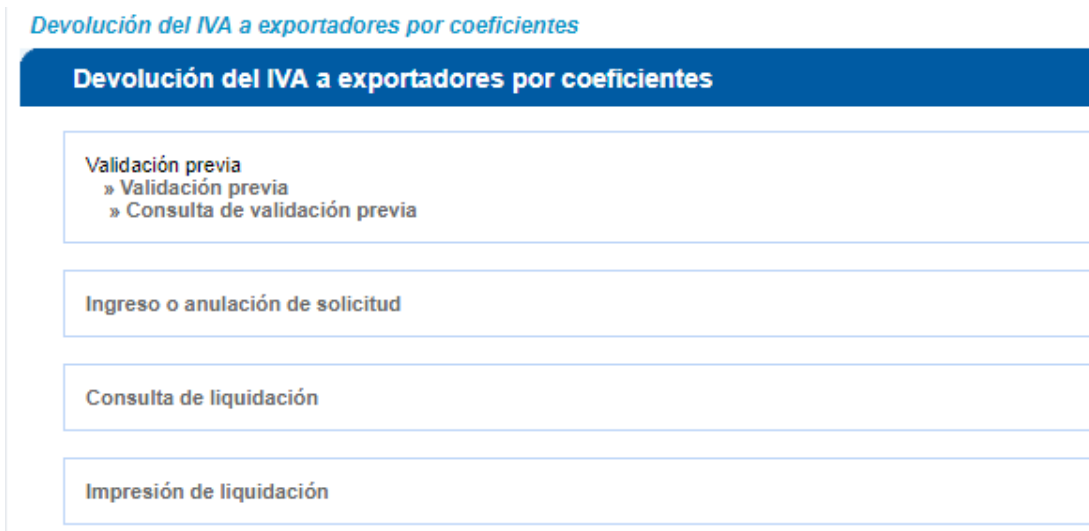 Devolución del IVA a exportadores por coeficientes
Devolución del IVA a exportadores por coeficientes
Validación previa
» Validación previa
» Consulta de validación previa
Ingreso o anulación de solicitud
Consulta de liquidación
Impresión de liquidación